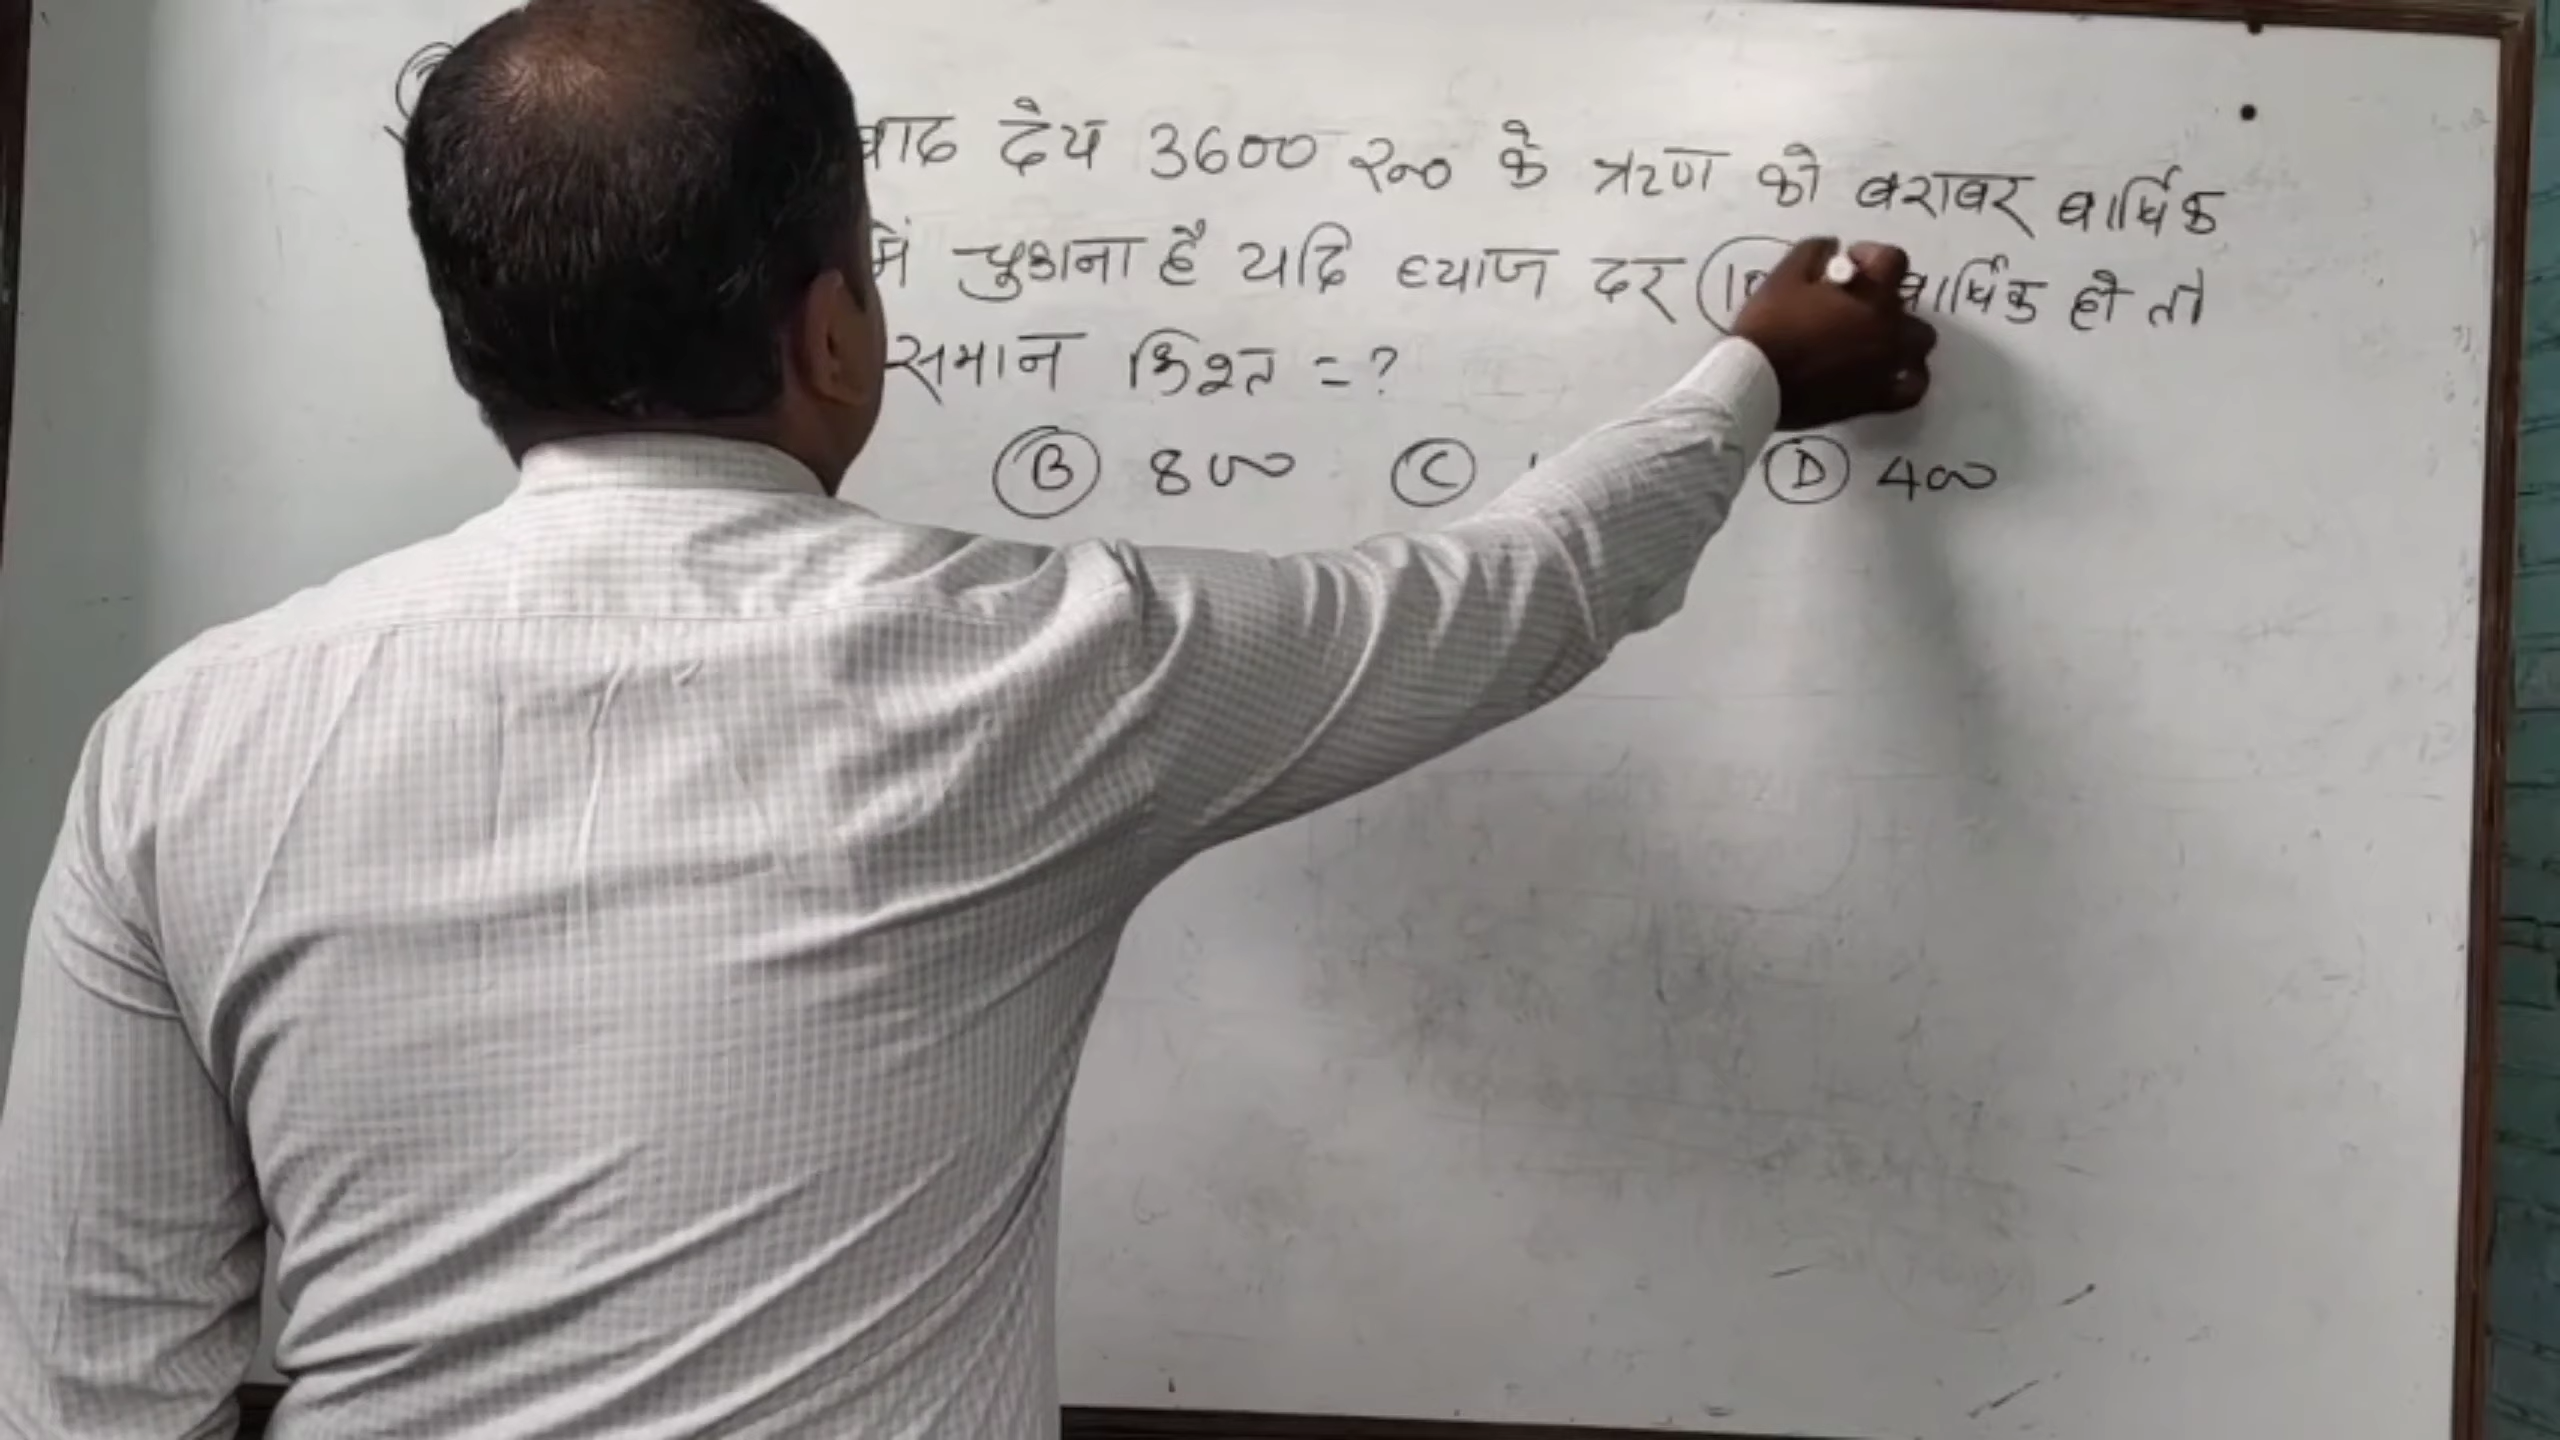 बाद देय 3600 रु० के ऋण को बराबर वार्षिक
में चुकाना है यदि ब्याज दर वार्षिक हो तो
समान किश्त = ?
(B) 800 (C) (D) 400